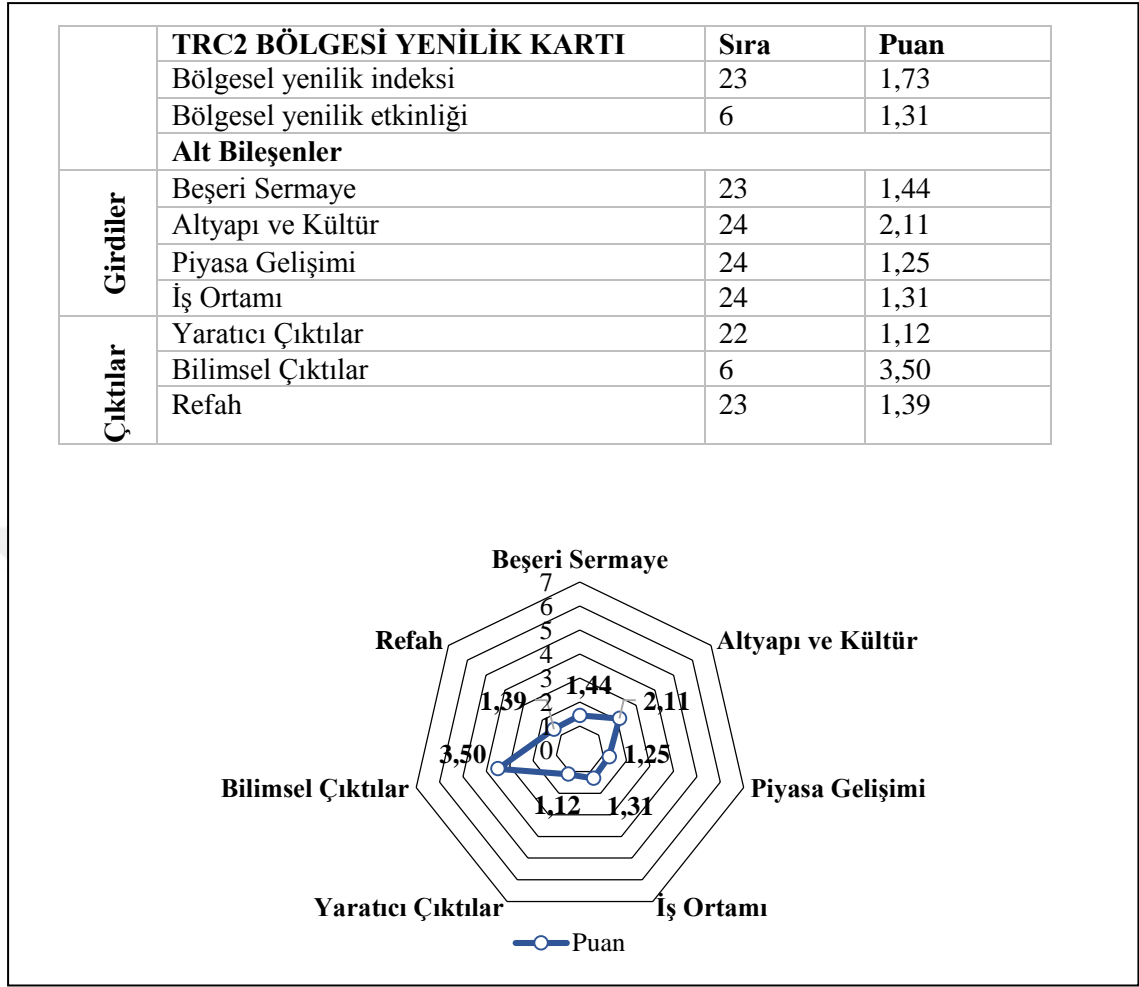 TRC2 BÖLGESİ YENİLİK KARTI Sıra Puan
Bölgesel yenilik indeksi 23 1,73
Bölgesel yenilik etkinliği 6 1,31
Alt Bileşenler
Girdiler
Beşeri Sermaye 23 1,44
Altyapı ve Kültür 24 2,11
Piyasa Gelişimi 24 1,25
İş Ortamı 24 1,31
Çıktılar
Yaratıcı Çıktılar 22 1,12
Bilimsel Çıktılar 6 3,50
Refah 23 1,39
Beşeri Sermaye
7
6
5
4
3
2
1
0
Refah
Altyapı ve Kültür
1,44
1,39
2,11
3,50
1,25
Bilimsel Çıktılar
Piyasa Gelişimi
1,12
1,31
Yaratıcı Çıktılar
İş Ortamı
Puan